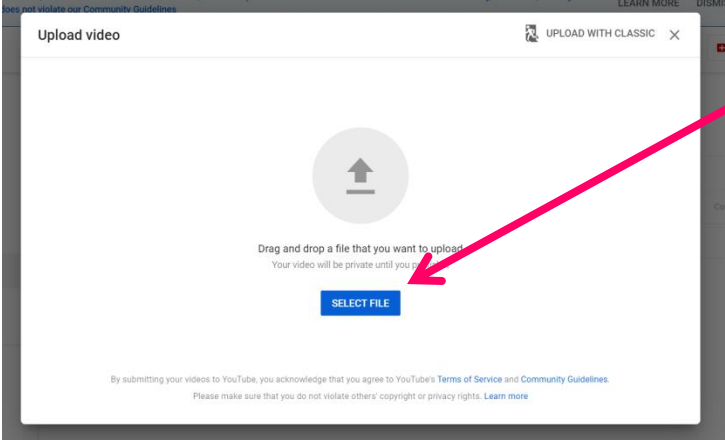 does not violate our Community Guidelines
LEARN MORE
Upload video
UPLOAD WITH CLASSIC
Drag and drop a file that you want to upload
Your video will be private until you
SELECT FILE
By submitting your videos to YouTube, you acknowledge that you agree to YouTube's Terms of Service and Community Guidelines.
Please make sure that you do not violate others' copyright or privacy rights. Learn more